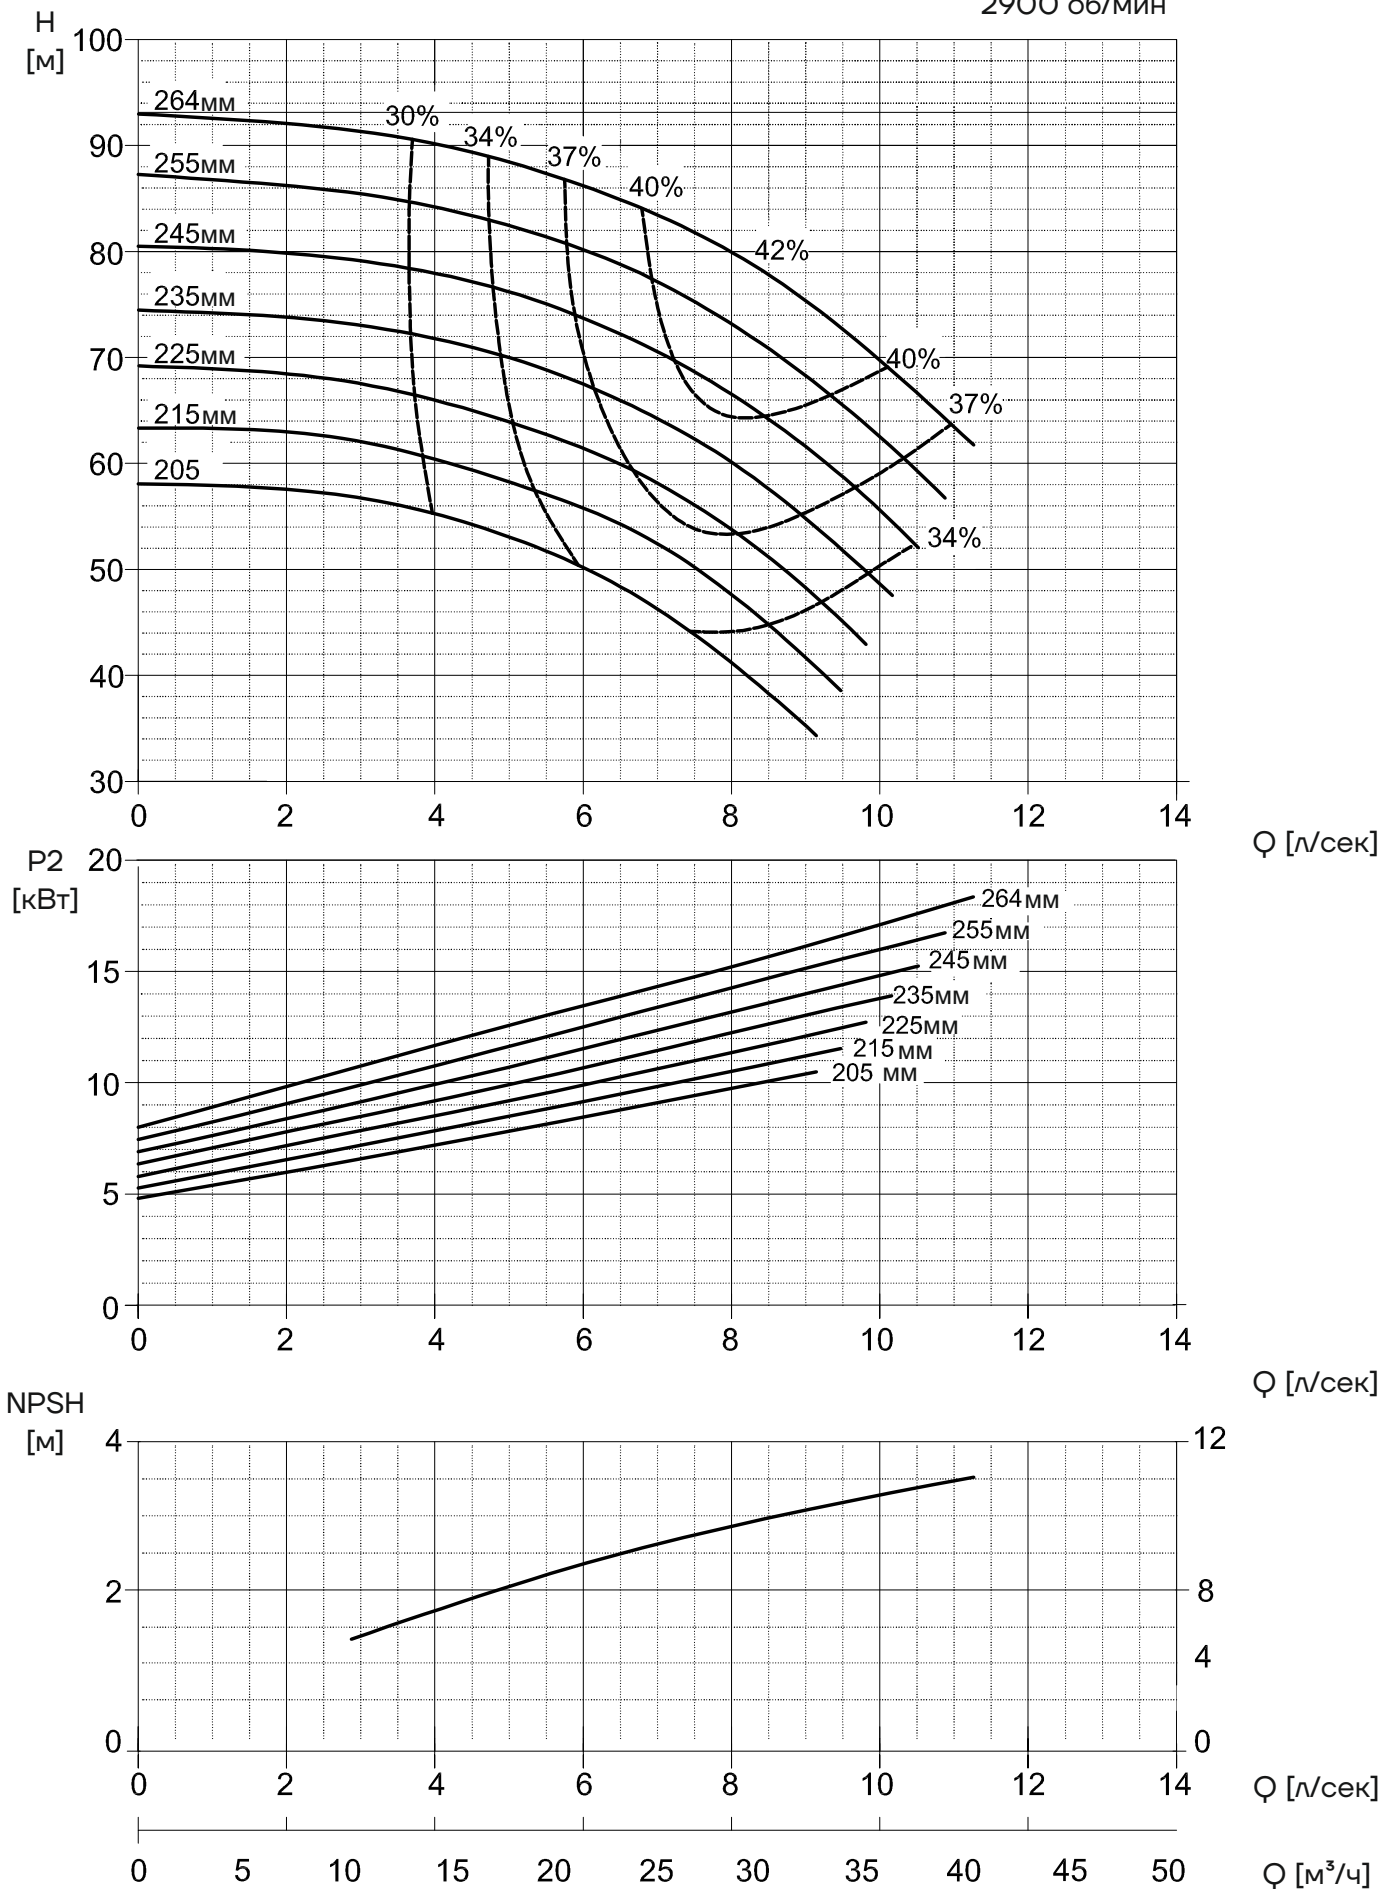 2900 об/мин
H
[м]
100
90
80
70
60
50
40
30
264мм
255мм
245мм
235мм
225мм
215мм
205
30%
34%
37%
40%
42%
40%
37%
34%
0 2 4 6 8 10 12 14
Q [л/сек]
P2
[кВт]
20
15
10
5
0
264мм
255мм
245мм
235мм
225мм
215мм
205 мм
0 2 4 6 8 10 12 14
Q [л/сек]
NPSH
[м]
4
2
0
12
8
4
0
0 2 4 6 8 10 12 14 Q [л/сек]
0 5 10 15 20 25 30 35 40 45 50 Q [м³/ч]